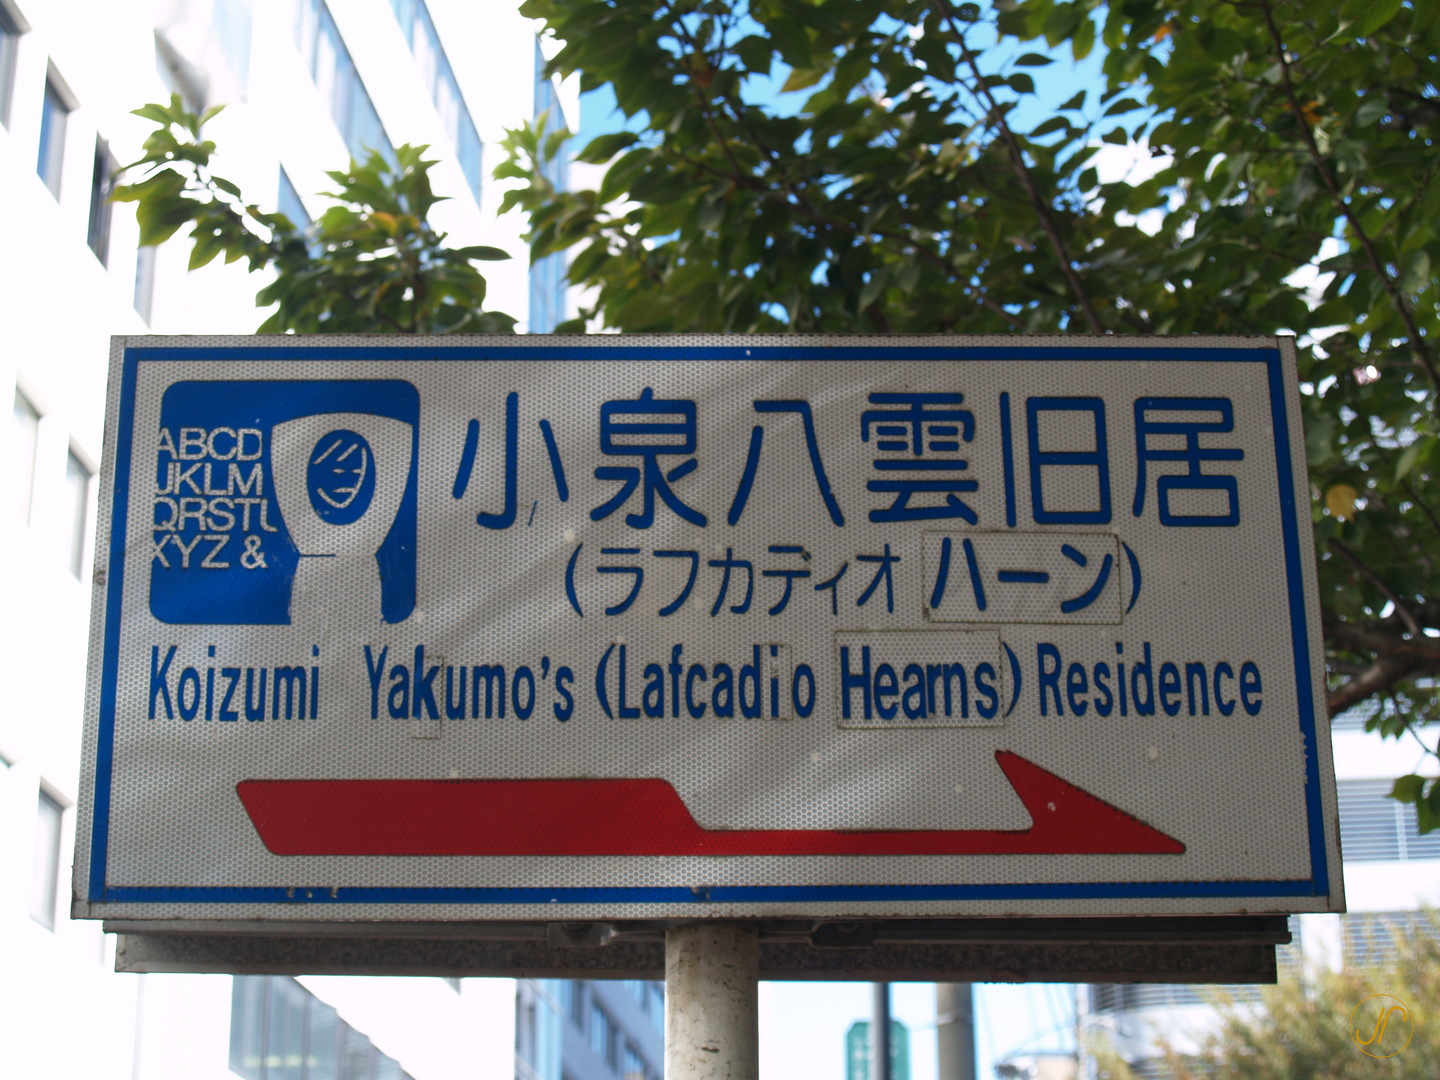 ABCD
JKLM
QRSTU
XYZ &
小泉八雲旧居
(ラフカディオハーン)
Koizumi Yakumo's (Lafcadio Hearns) Residence